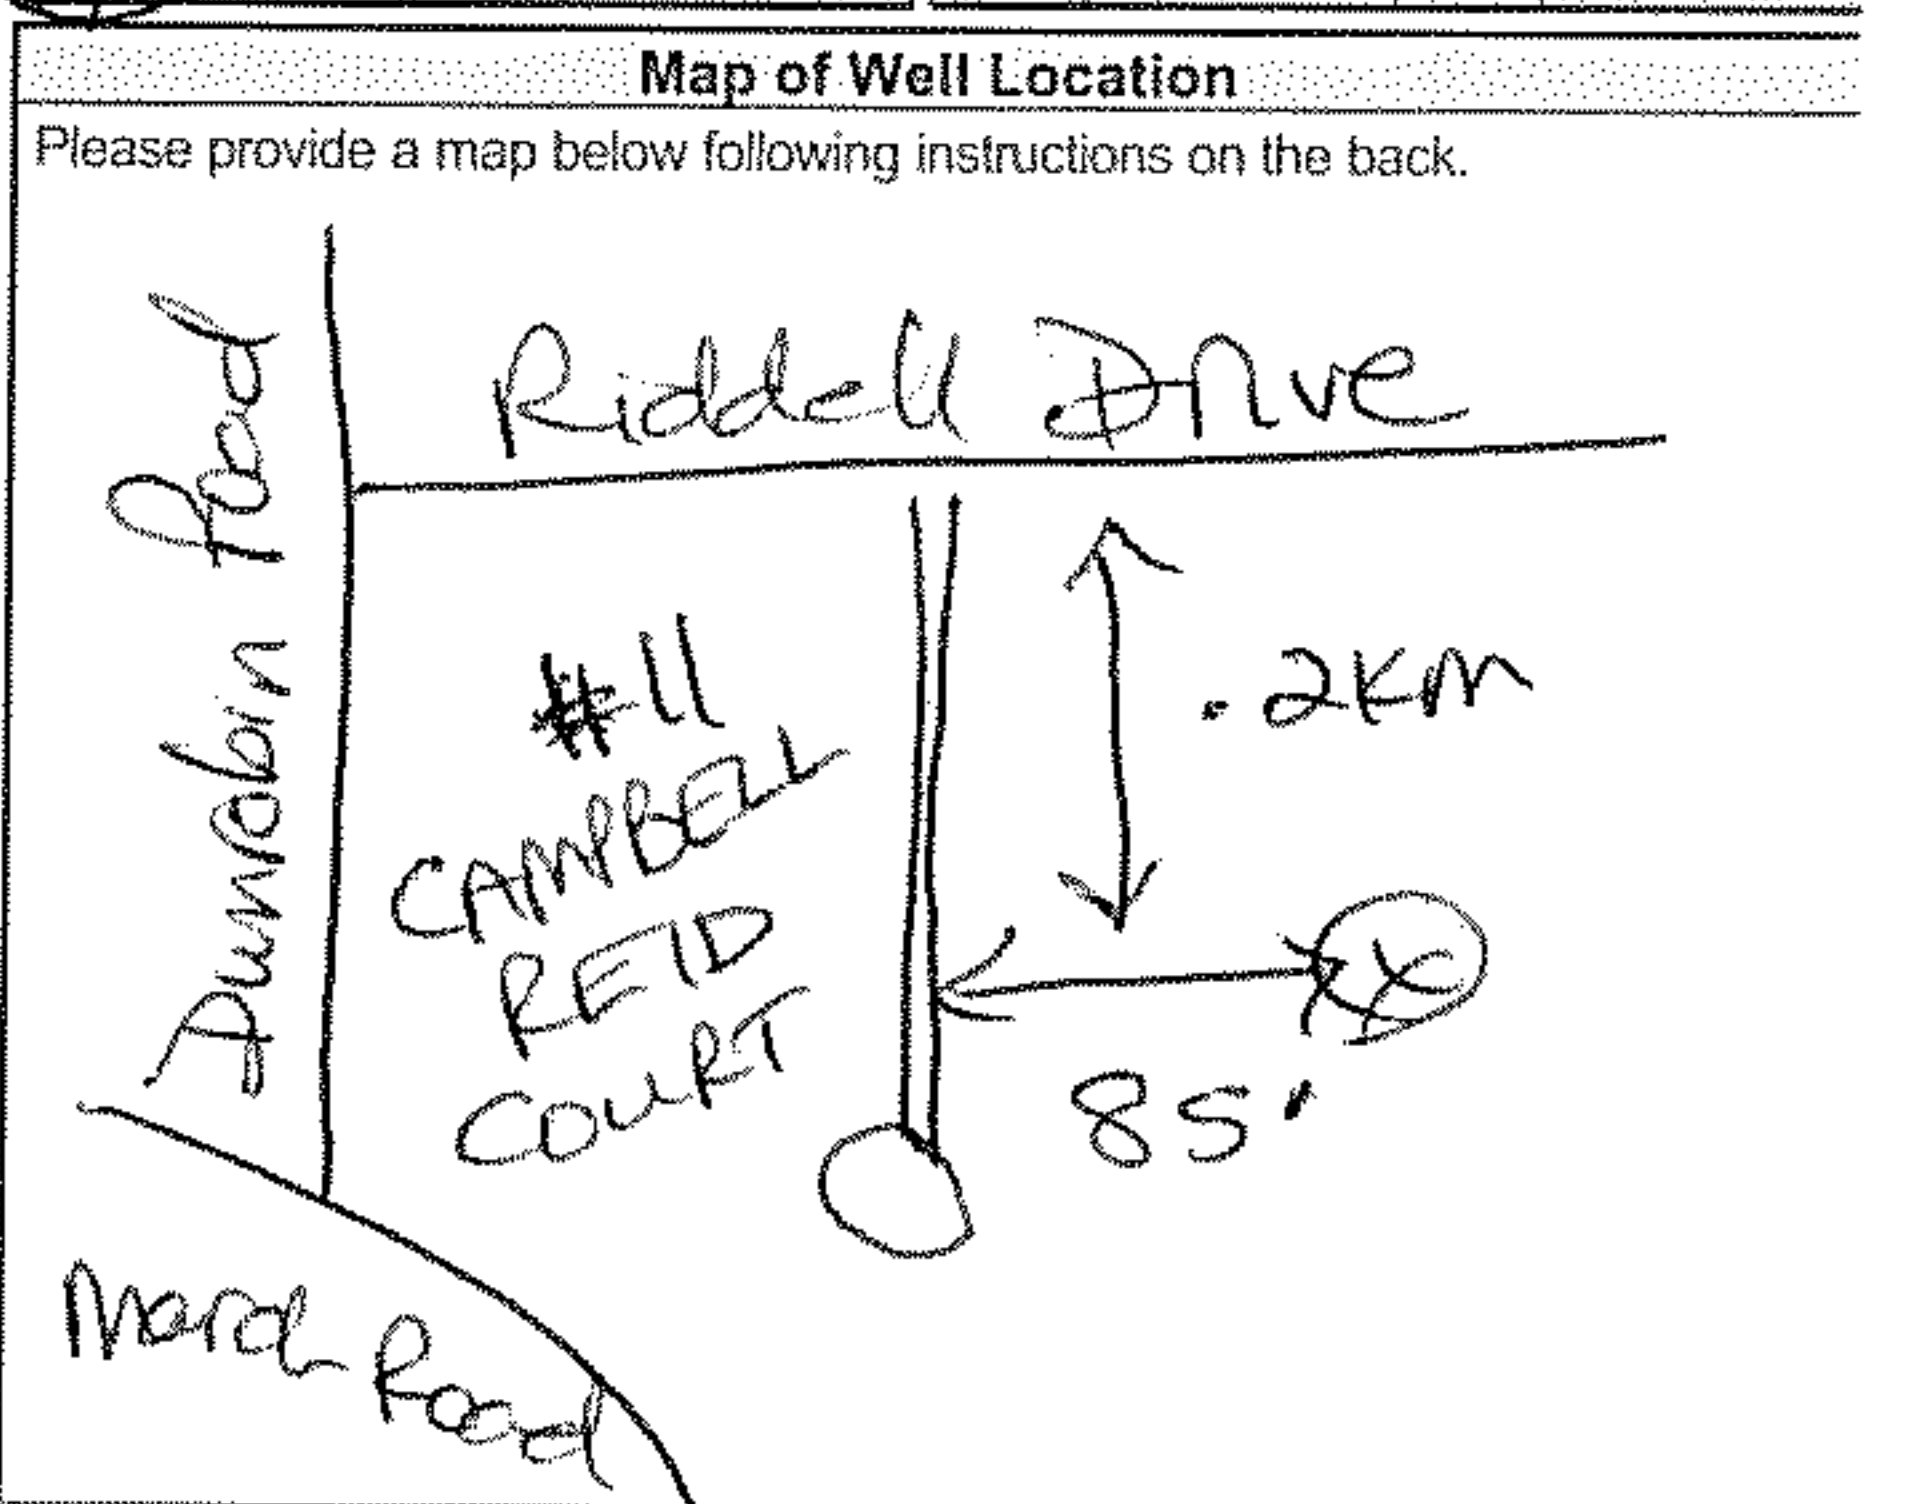 Map of Well Location
Please provide a map below following instructions on the back.
Riddell Drive
Dunrobin Road
#11
CAMPBELL
REID
COURT
.2KM
85'
March Road